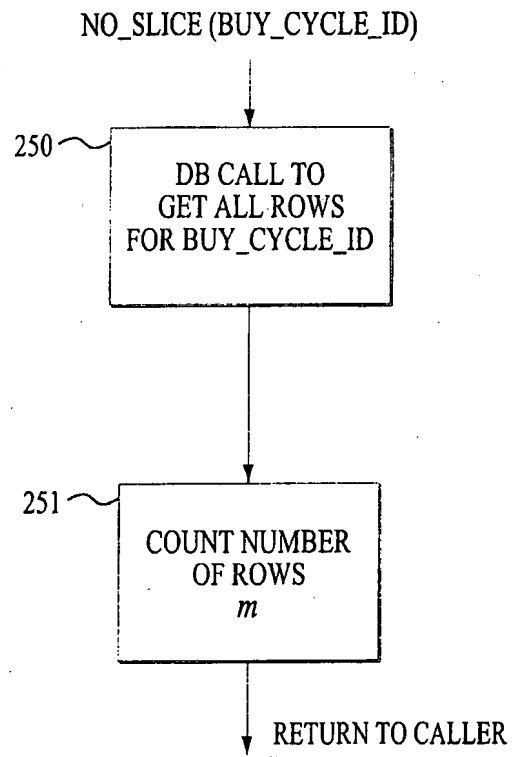 NO_SLICE (BUY_CYCLE_ID)
250
DB CALL TO
GET ALL ROWS
FOR BUY_CYCLE_ID
251
COUNT NUMBER
OF ROWS
m
RETURN TO CALLER